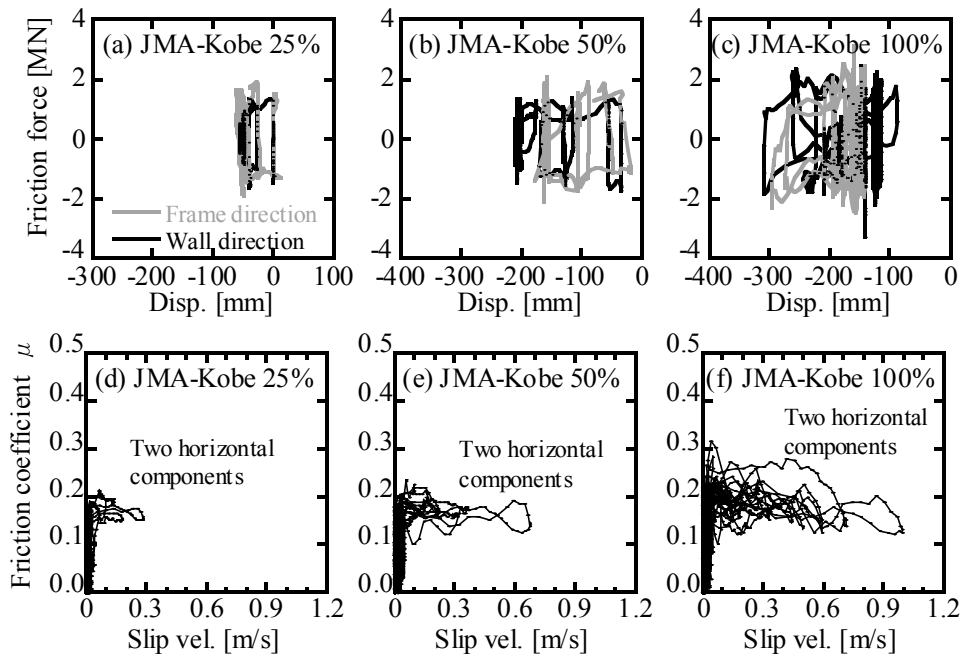 Friction force [MN]
(a) JMA-Kobe 25%
(b) JMA-Kobe 50%
(c) JMA-Kobe 100%
4
2
0
-2
-4
4
2
0
-2
-4
4
2
0
-2
-4
Frame direction
Wall direction
-300 -200 -100 0 100
-400 -300 -200 -100 0
-400 -300 -200 -100 0
Disp. [mm]
Disp. [mm]
Disp. [mm]
Friction coefficient μ
(d) JMA-Kobe 25%
(e) JMA-Kobe 50%
(f) JMA-Kobe 100%
0.5
0.4
0.3
0.2
0.1
0.0
0.5
0.4
0.3
0.2
0.1
0.0
0.5
0.4
0.3
0.2
0.1
0.0
Two horizontal
components
Two horizontal
components
Two horizontal
components
0 0.3 0.6 0.9 1.2
0 0.3 0.6 0.9 1.2
0 0.3 0.6 0.9 1.2
Slip vel. [m/s]
Slip vel. [m/s]
Slip vel. [m/s]